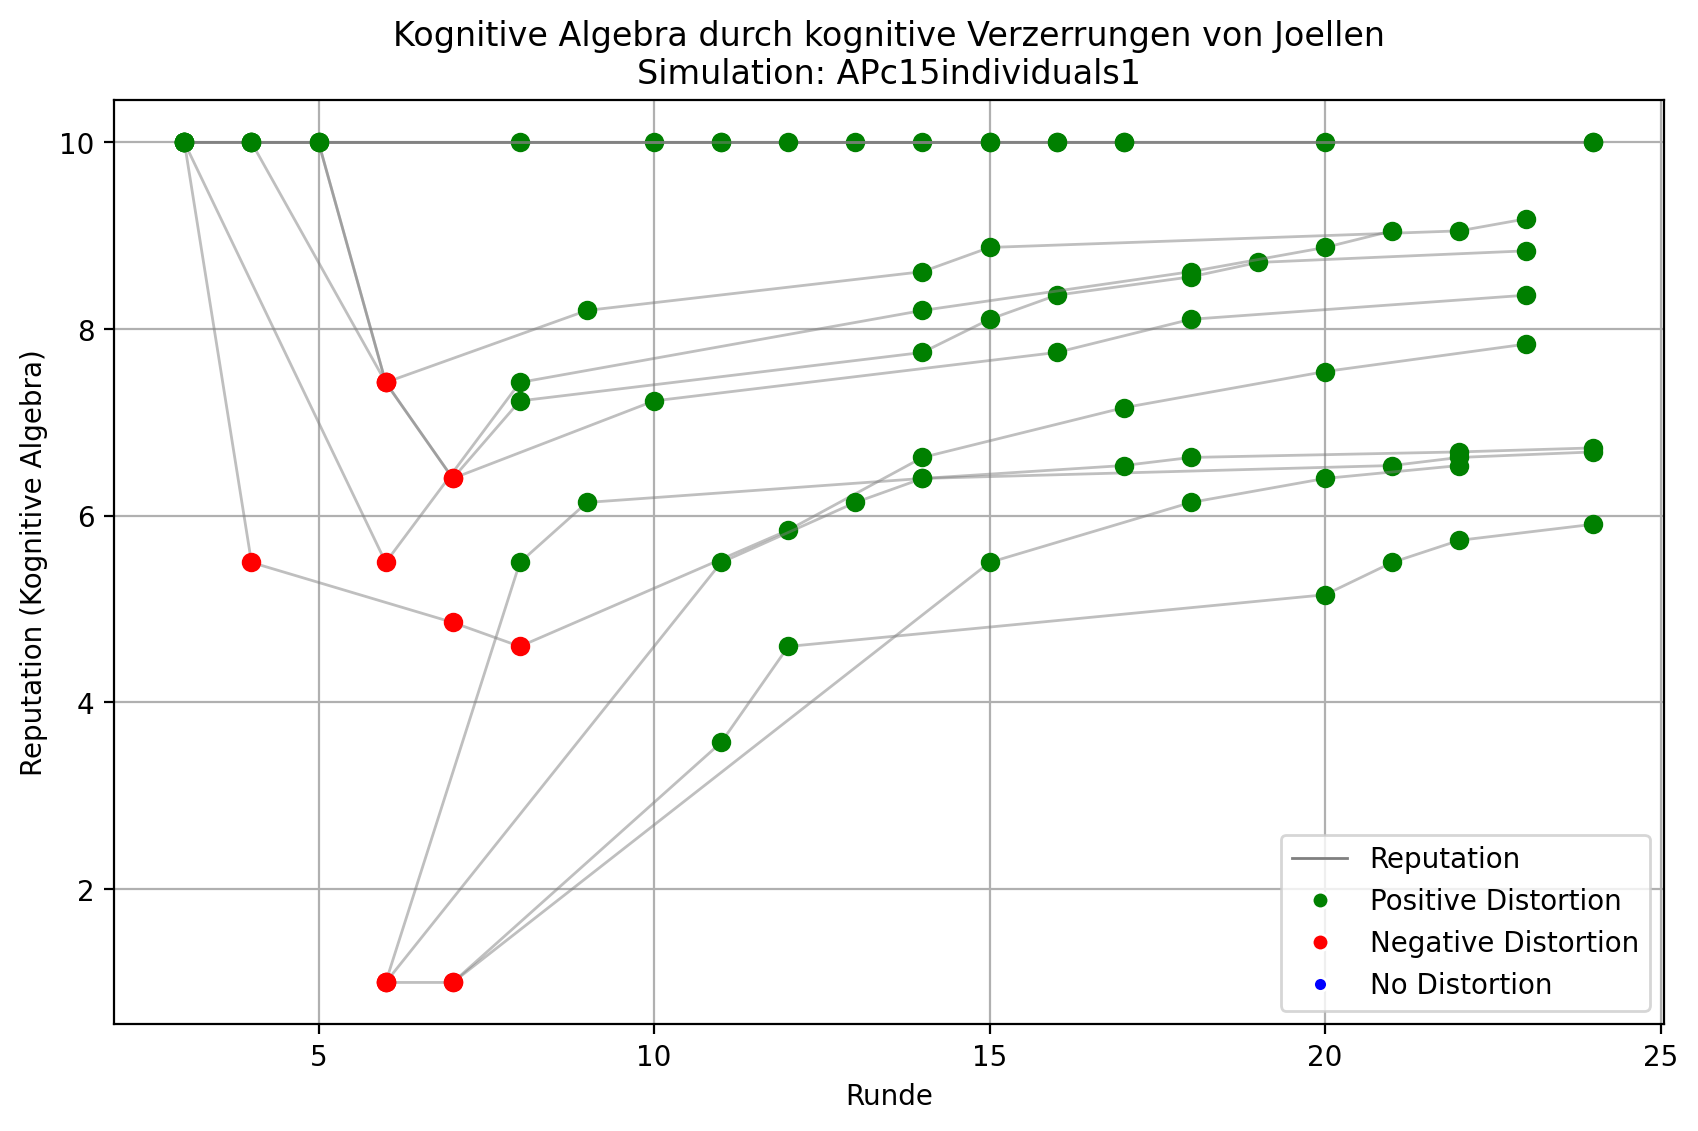 Kognitive Algebra durch kognitive Verzerrungen von Joellen
Simulation: APc15individuals1
Reputation (Kognitive Algebra)
10
8
6
4
2
5
10
15
20
25
Runde
Reputation
Positive Distortion
Negative Distortion
No Distortion